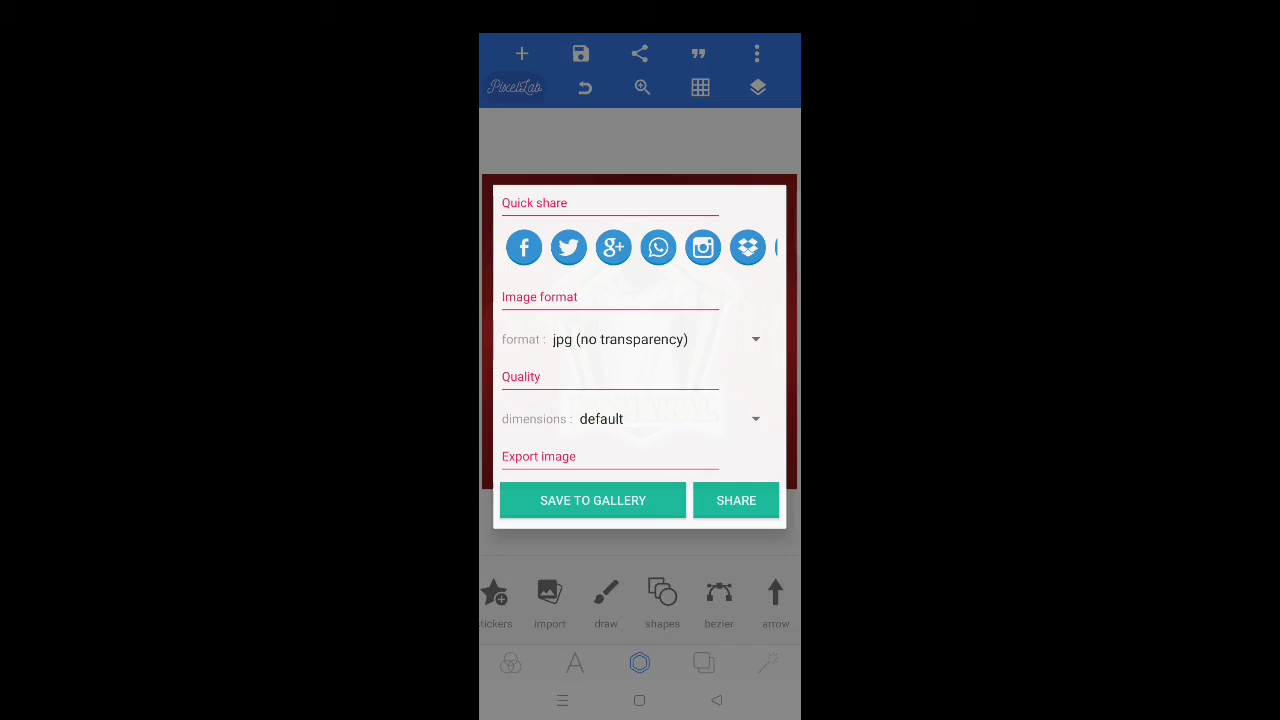 PixelLab
Quick share
Image format
format : jpg (no transparency)
Quality
dimensions : default
Export image
SAVE TO GALLERY SHARE
stickers import draw shapes bezier arrow